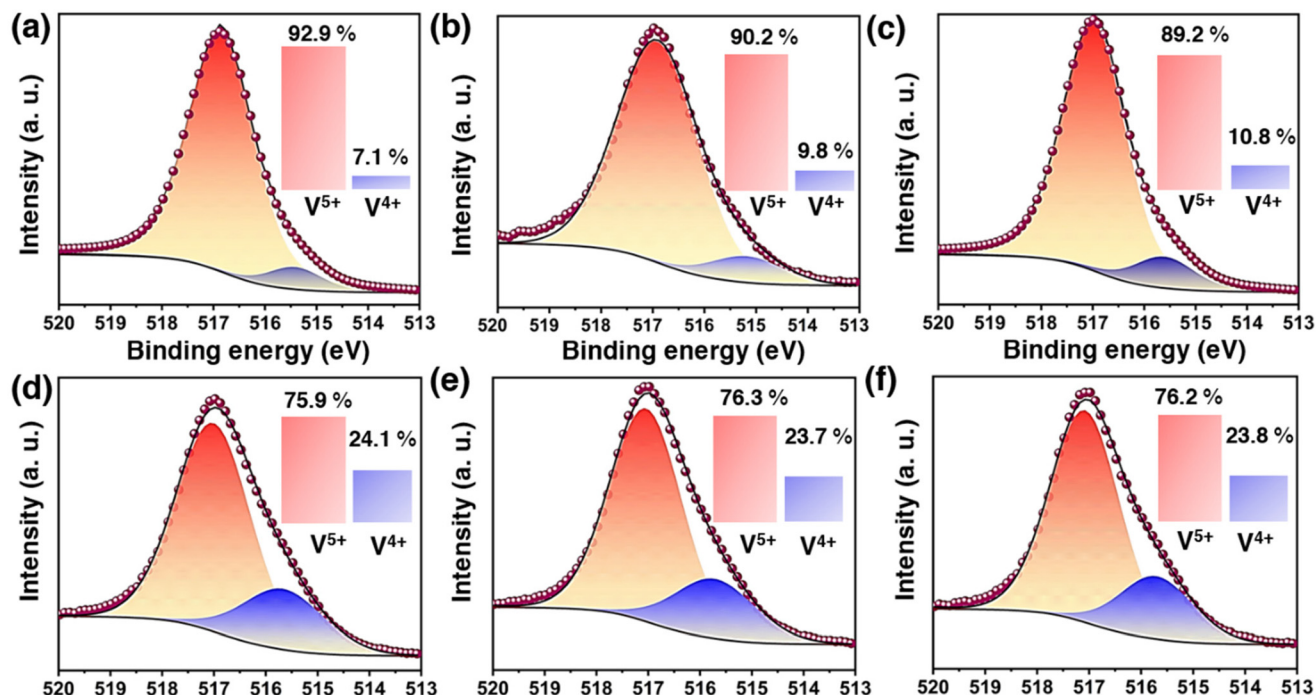 (a)
Intensity (a. u.)
92.9 %
7.1 %
V5+
V4+
520 519 518 517 516 515 514 513
Binding energy (eV)
(b)
Intensity (a. u.)
90.2 %
9.8 %
V5+
V4+
520 519 518 517 516 515 514 513
Binding energy (eV)
(c)
Intensity (a. u.)
89.2 %
10.8 %
V5+
V4+
520 519 518 517 516 515 514 513
Binding energy (eV)
(d)
Intensity (a. u.)
75.9 %
24.1 %
V5+
V4+
520 519 518 517 516 515 514 513
(e)
Intensity (a. u.)
76.3 %
23.7 %
V5+
V4+
520 519 518 517 516 515 514 513
(f)
Intensity (a. u.)
76.2 %
23.8 %
V5+
V4+
520 519 518 517 516 515 514 513